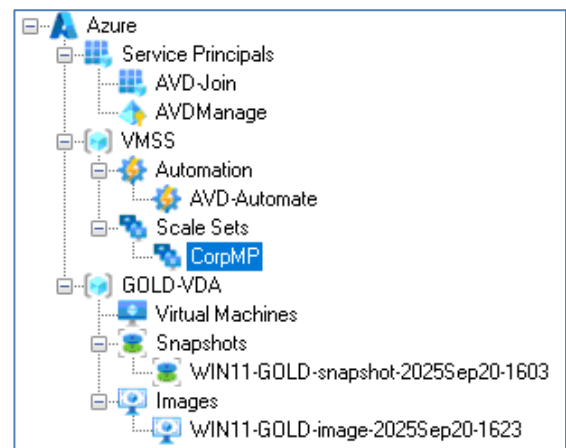 Azure
Service Principals
AVD-Join
AVDManage
VMSS
Automation
AVD-Automate
Scale Sets
CorpMP
GOLD-VDA
Virtual Machines
Snapshots
WIN11-GOLD-snapshot-2025Sep20-1603
Images
WIN11-GOLD-image-2025Sep20-1623